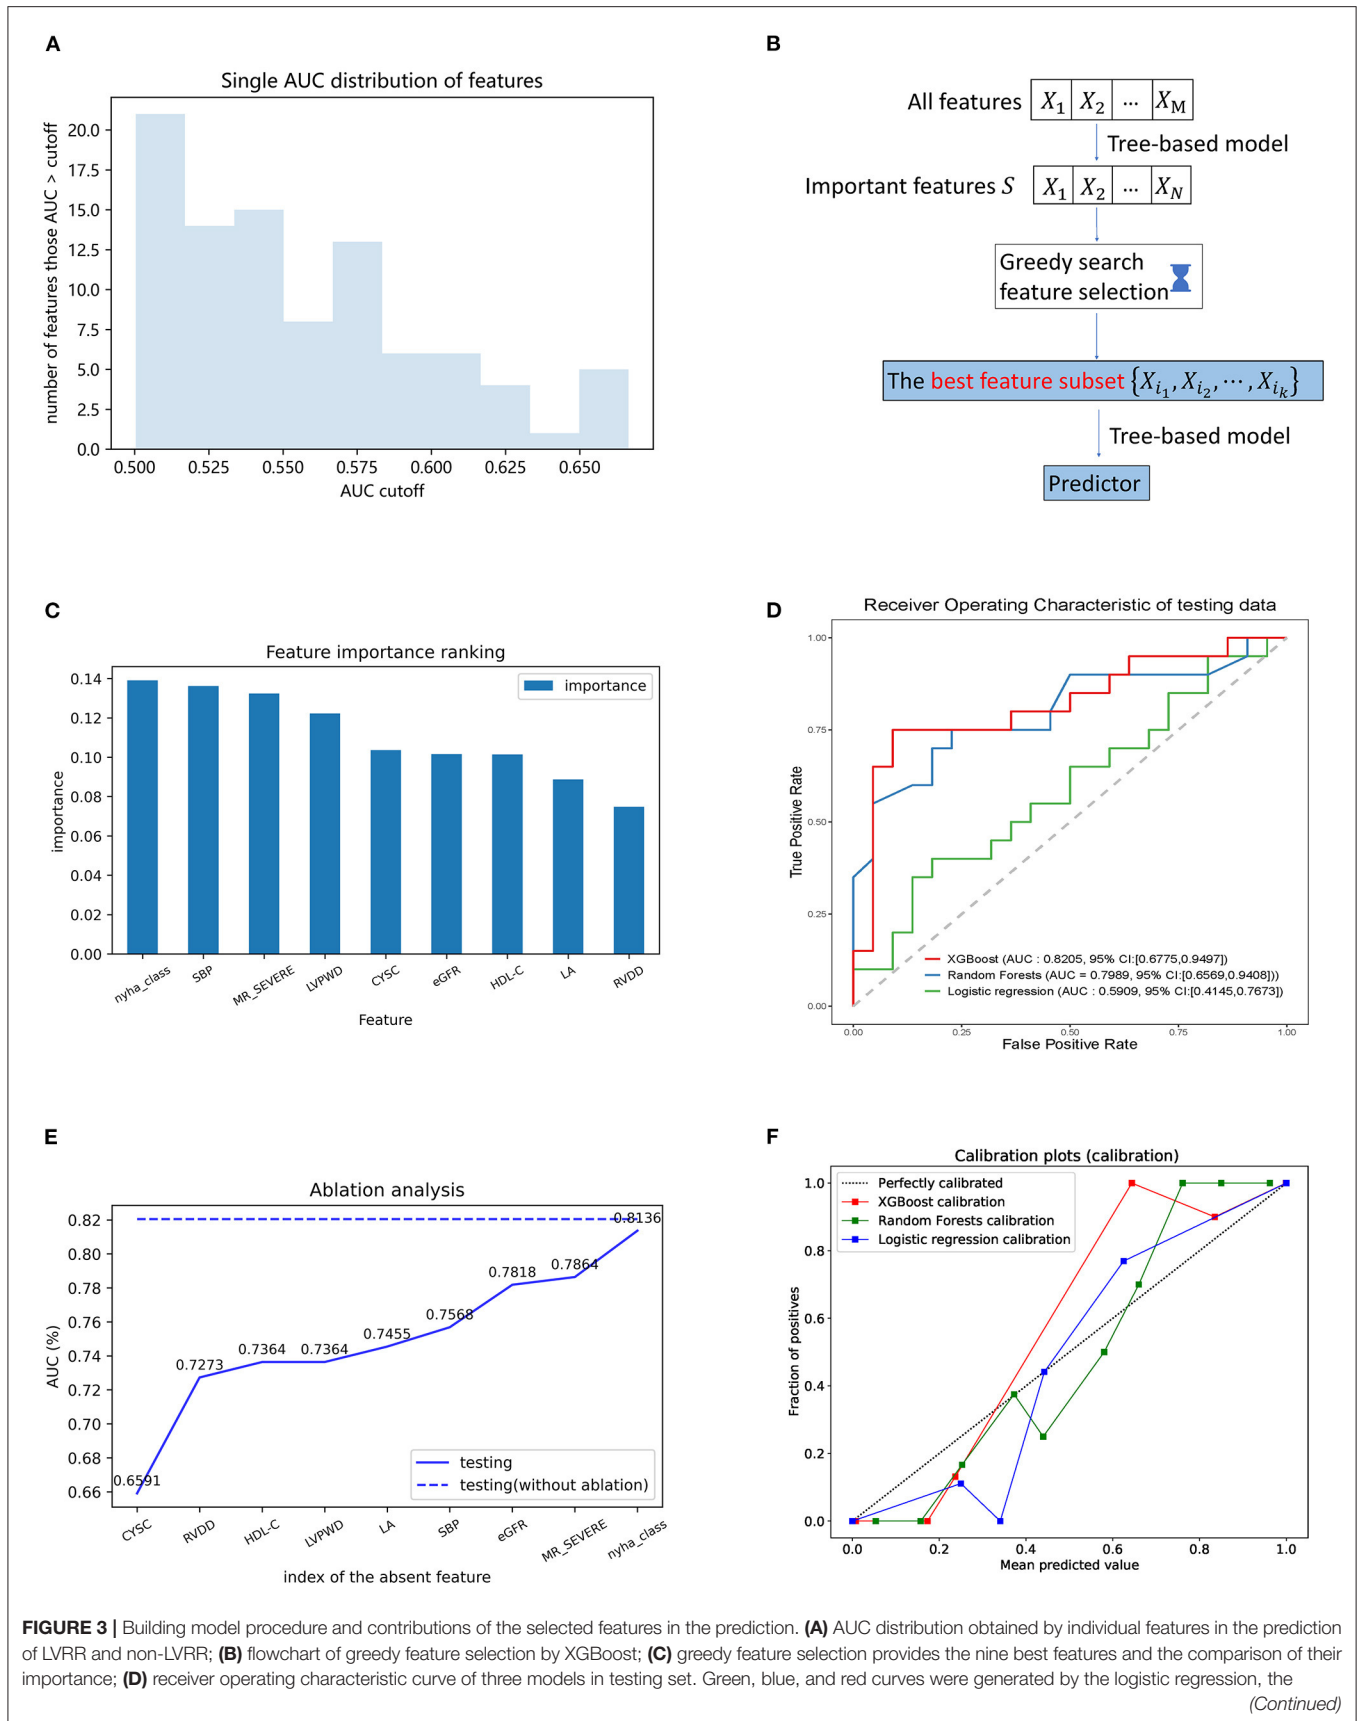 A
Single AUC distribution of features
number of features those AUC > cutoff
20.0
17.5
15.0
12.5
10.0
7.5
5.0
2.5
0.0
0.500 0.525 0.550 0.575 0.600 0.625 0.650
AUC cutoff
B
All features X1 X2 ... XM
Tree-based model
Important features S X1 X2 ... XN
Greedy search
feature selection
The best feature subset {Xi1, Xi2, ⋯, Xik}
Tree-based model
Predictor
C
Feature importance ranking
importance
importance
0.14
0.12
0.10
0.08
0.06
0.04
0.02
0.00
nyha_class SBP MR_SEVERE LVPWD CYSC eGFR HDL-C LA RVDD
Feature
D
Receiver Operating Characteristic of testing data
True Positive Rate
1.00
0.75
0.50
0.25
0.00
XGBoost (AUC : 0.8205, 95% CI:[0.6775,0.9497])
Random Forests (AUC = 0.7989, 95% CI:[0.6569,0.9408]))
Logistic regression (AUC : 0.5909, 95% CI:[0.4145,0.7673])
0.00 0.25 0.50 0.75 1.00
False Positive Rate
E
Ablation analysis
AUC (%)
0.82
0.80
0.78
0.76
0.74
0.72
0.70
0.68
0.66
0.6591 0.7273 0.7364 0.7364 0.7455 0.7568 0.7818 0.7864 0.8136
testing
testing(without ablation)
CYSC RVDD HDL-C LVPWD LA SBP eGFR MR_SEVERE nyha_class
index of the absent feature
F
Calibration plots (calibration)
Fraction of positives
1.0
0.8
0.6
0.4
0.2
0.0
Perfectly calibrated
XGBoost calibration
Random Forests calibration
Logistic regression calibration
0.0 0.2 0.4 0.6 0.8 1.0
Mean predicted value
FIGURE 3 | Building model procedure and contributions of the selected features in the prediction. (A) AUC distribution obtained by individual features in the prediction
of LVRR and non-LVRR; (B) flowchart of greedy feature selection by XGBoost; (C) greedy feature selection provides the nine best features and the comparison of their
importance; (D) receiver operating characteristic curve of three models in testing set. Green, blue, and red curves were generated by the logistic regression, the
(Continued)